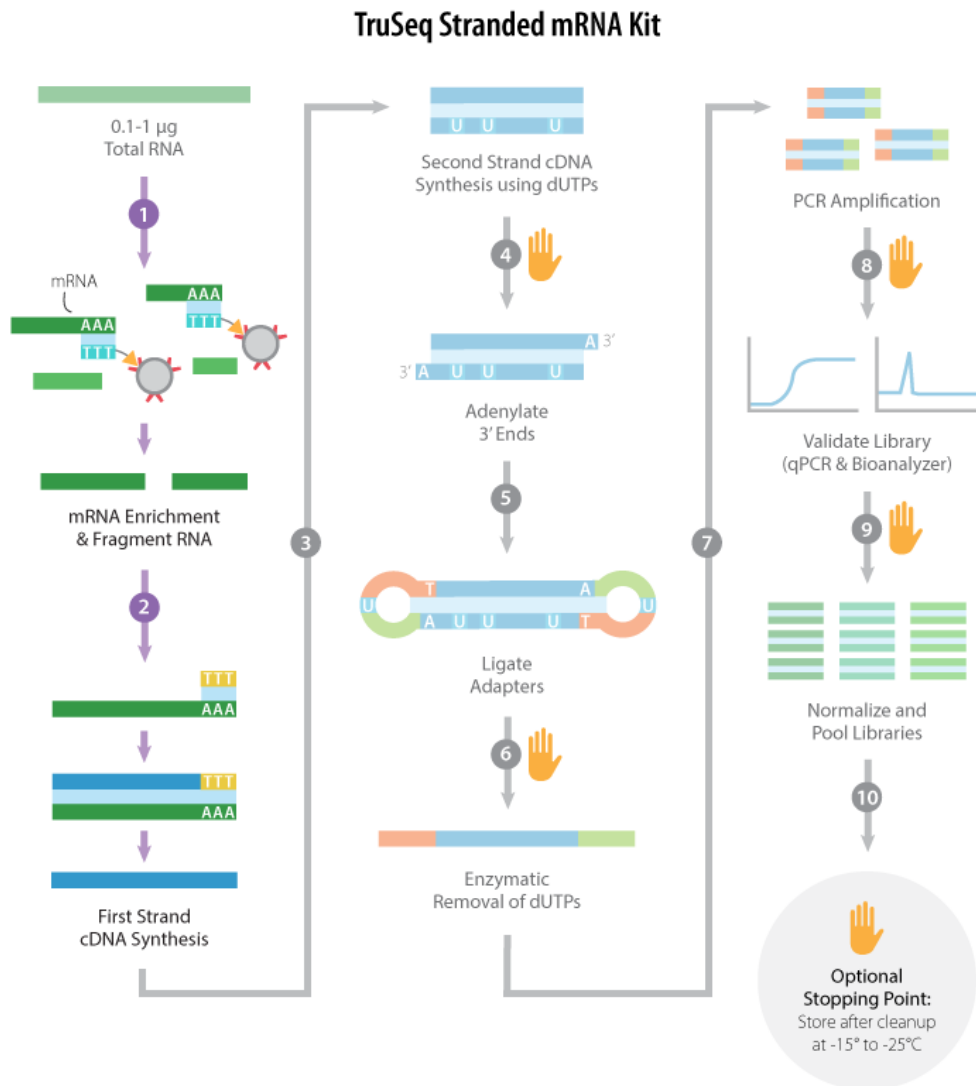 TruSeq Stranded mRNA Kit
0.1-1 µg
Total RNA
1
mRNA
AAA
TTT
AAA
TTT
mRNA Enrichment
& Fragment RNA
2
TTT
AAA
TTT
AAA
First Strand
cDNA Synthesis
3
U U U
Second Strand cDNA
Synthesis using dUTPs
4
A 3'
3' A U U U
Adenylate
3' Ends
5
T A
U U
A U U U T
Ligate
Adapters
6
Enzymatic
Removal of dUTPs
7
PCR Amplification
8
Validate Library
(qPCR & Bioanalyzer)
9
Normalize and
Pool Libraries
10
Optional
Stopping Point:
Store after cleanup
at -15° to -25°C